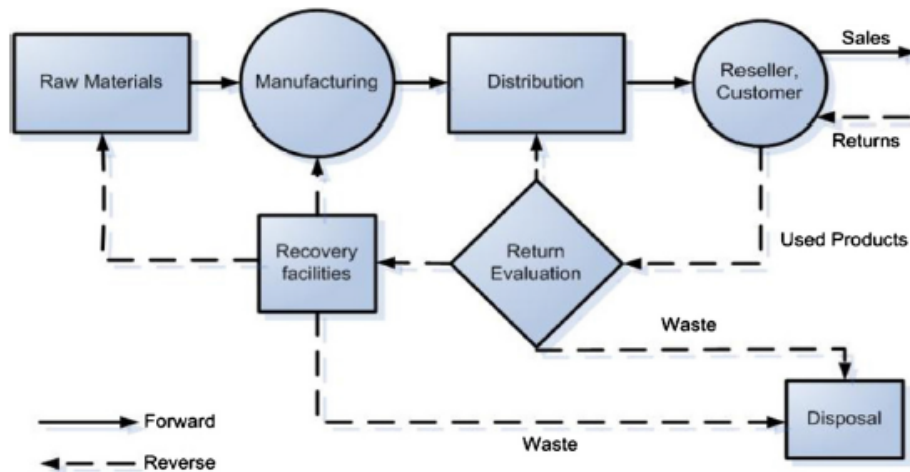 Raw Materials
Manufacturing
Distribution
Reseller,
Customer
Sales
Returns
Recovery
facilities
Return
Evaluation
Used Products
Waste
Disposal
Waste
Forward
Reverse